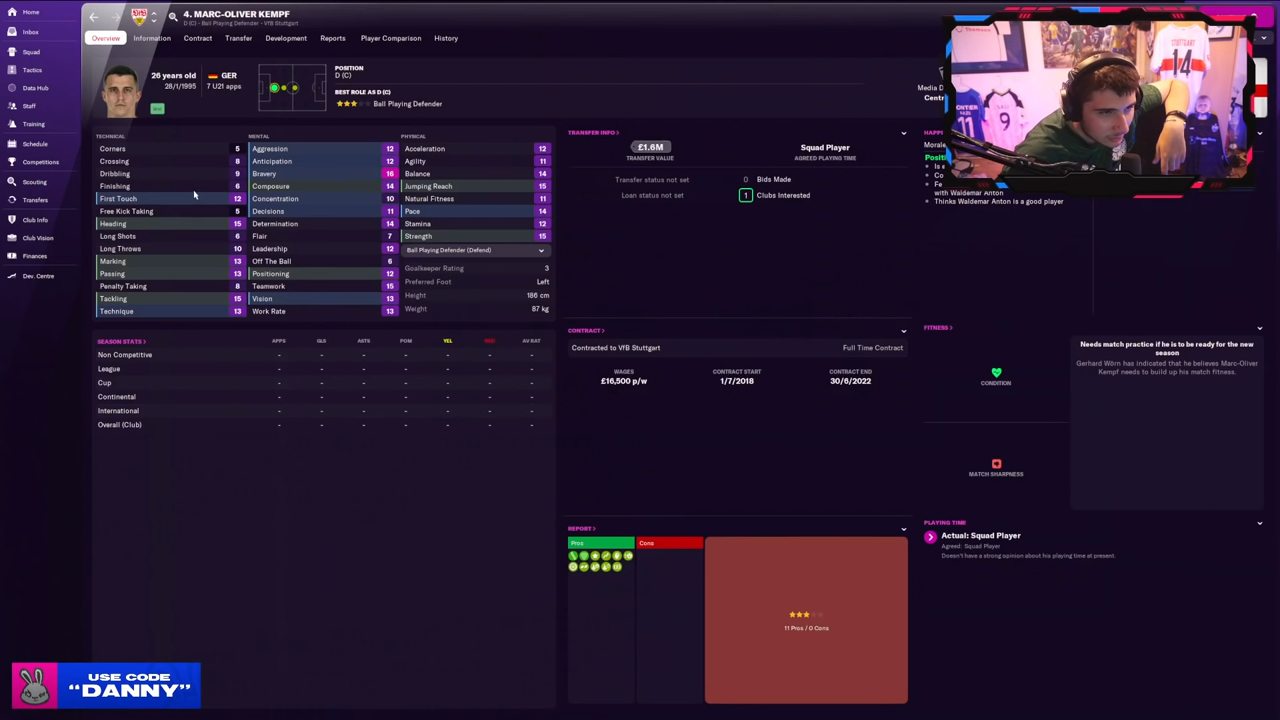 Home
Inbox
Squad
Tactics
Data Hub
Staff
Training
Schedule
Competitions
Scouting
Transfers
Club Info
Club Vision
Finances
Dev. Centre
4. MARC-OLIVER KEMPF
D (C) - Ball Playing Defender - VfB Stuttgart
Overview Information Contract Transfer Development Reports Player Comparison History
26 years old
28/1/1995
GER
7 U21 apps
POSITION
D (C)
BEST ROLE AS D (C)
Ball Playing Defender
TECHNICAL
Corners 5
Crossing 8
Dribbling 9
Finishing 6
First Touch 12
Free Kick Taking 5
Heading 15
Long Shots 6
Long Throws 10
Marking 13
Passing 13
Penalty Taking 8
Tackling 15
Technique 13
MENTAL
Aggression 12
Anticipation 12
Bravery 16
Composure 14
Concentration 10
Decisions 11
Determination 14
Flair 7
Leadership 12
Off The Ball 6
Positioning 12
Teamwork 15
Vision 13
Work Rate 13
PHYSICAL
Acceleration 12
Agility 11
Balance 14
Jumping Reach 15
Natural Fitness 11
Pace 14
Stamina 12
Strength 15
Ball Playing Defender (Defend)
Goalkeeper Rating 3
Preferred Foot Left
Height 186 cm
Weight 87 kg
SEASON STATS >
APPS GLS ASTS POM YEL RED AV RAT
Non Competitive - - - - - - -
League - - - - - - -
Cup - - - - - - -
Continental - - - - - - -
International - - - - - - -
Overall (Club) - - - - - - -
TRANSFER INFO >
£1.6M
TRANSFER VALUE
Squad Player
AGREED PLAYING TIME
Transfer status not set
0 Bids Made
Loan status not set
1 Clubs Interested
CONTRACT >
Contracted to VfB Stuttgart
Full Time Contract
WAGES
£16,500 p/w
CONTRACT START
1/7/2018
CONTRACT END
30/6/2022
REPORT >
Pros
Cons
11 Pros / 0 Cons
Media D
Centr
HAPP
Morale
Posit
Is s
Co
Fe
with Waldemar Anton
Thinks Waldemar Anton is a good player
STUTTGART
14
9
FITNESS >
CONDITION
MATCH SHARPNESS
Needs match practice if he is to be ready for the new
season
Gerhard Wörn has indicated that he believes Marc-Oliver
Kempf needs to build up his match fitness.
PLAYING TIME
Actual: Squad Player
Agreed: Squad Player
Doesn't have a strong opinion about his playing time at present.
USE CODE
"DANNY"